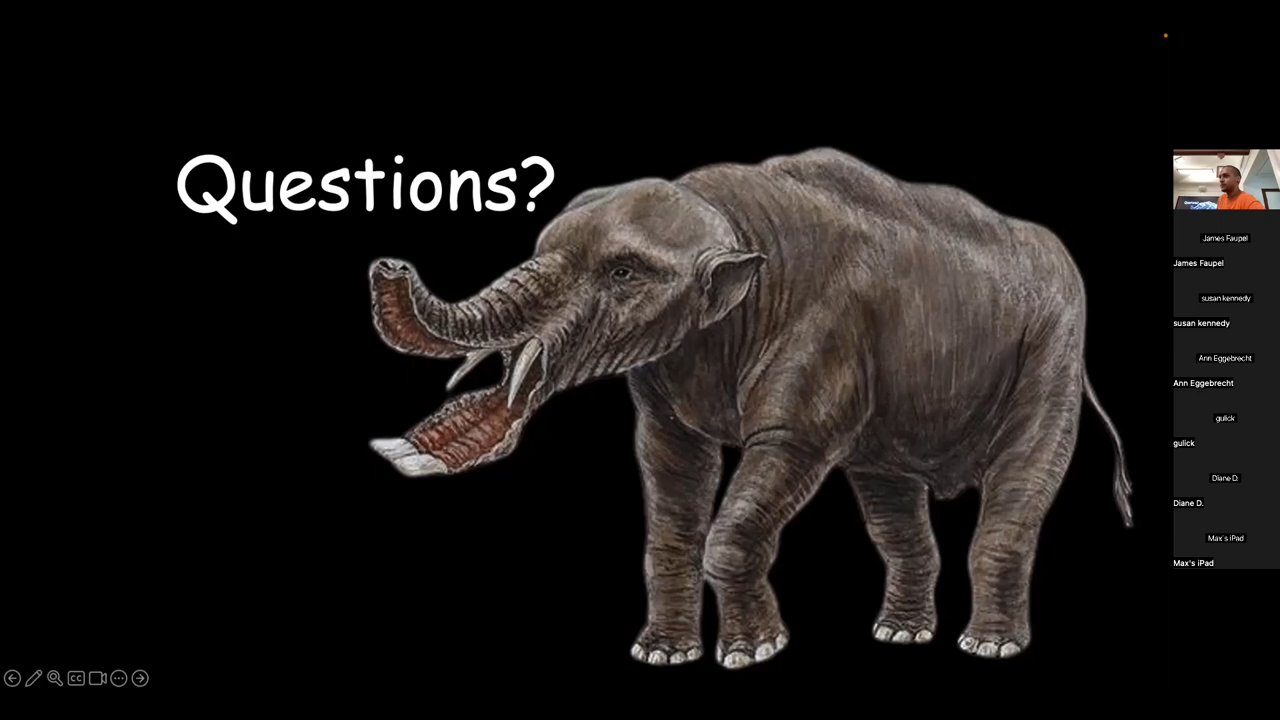 Questions?
James Faupel
James Faupel
susan kennedy
susan kennedy
Ann Eggebrecht
Ann Eggebrecht
gulick
gulick
Diane D.
Diane D.
Max's iPad
Max's iPad
CC